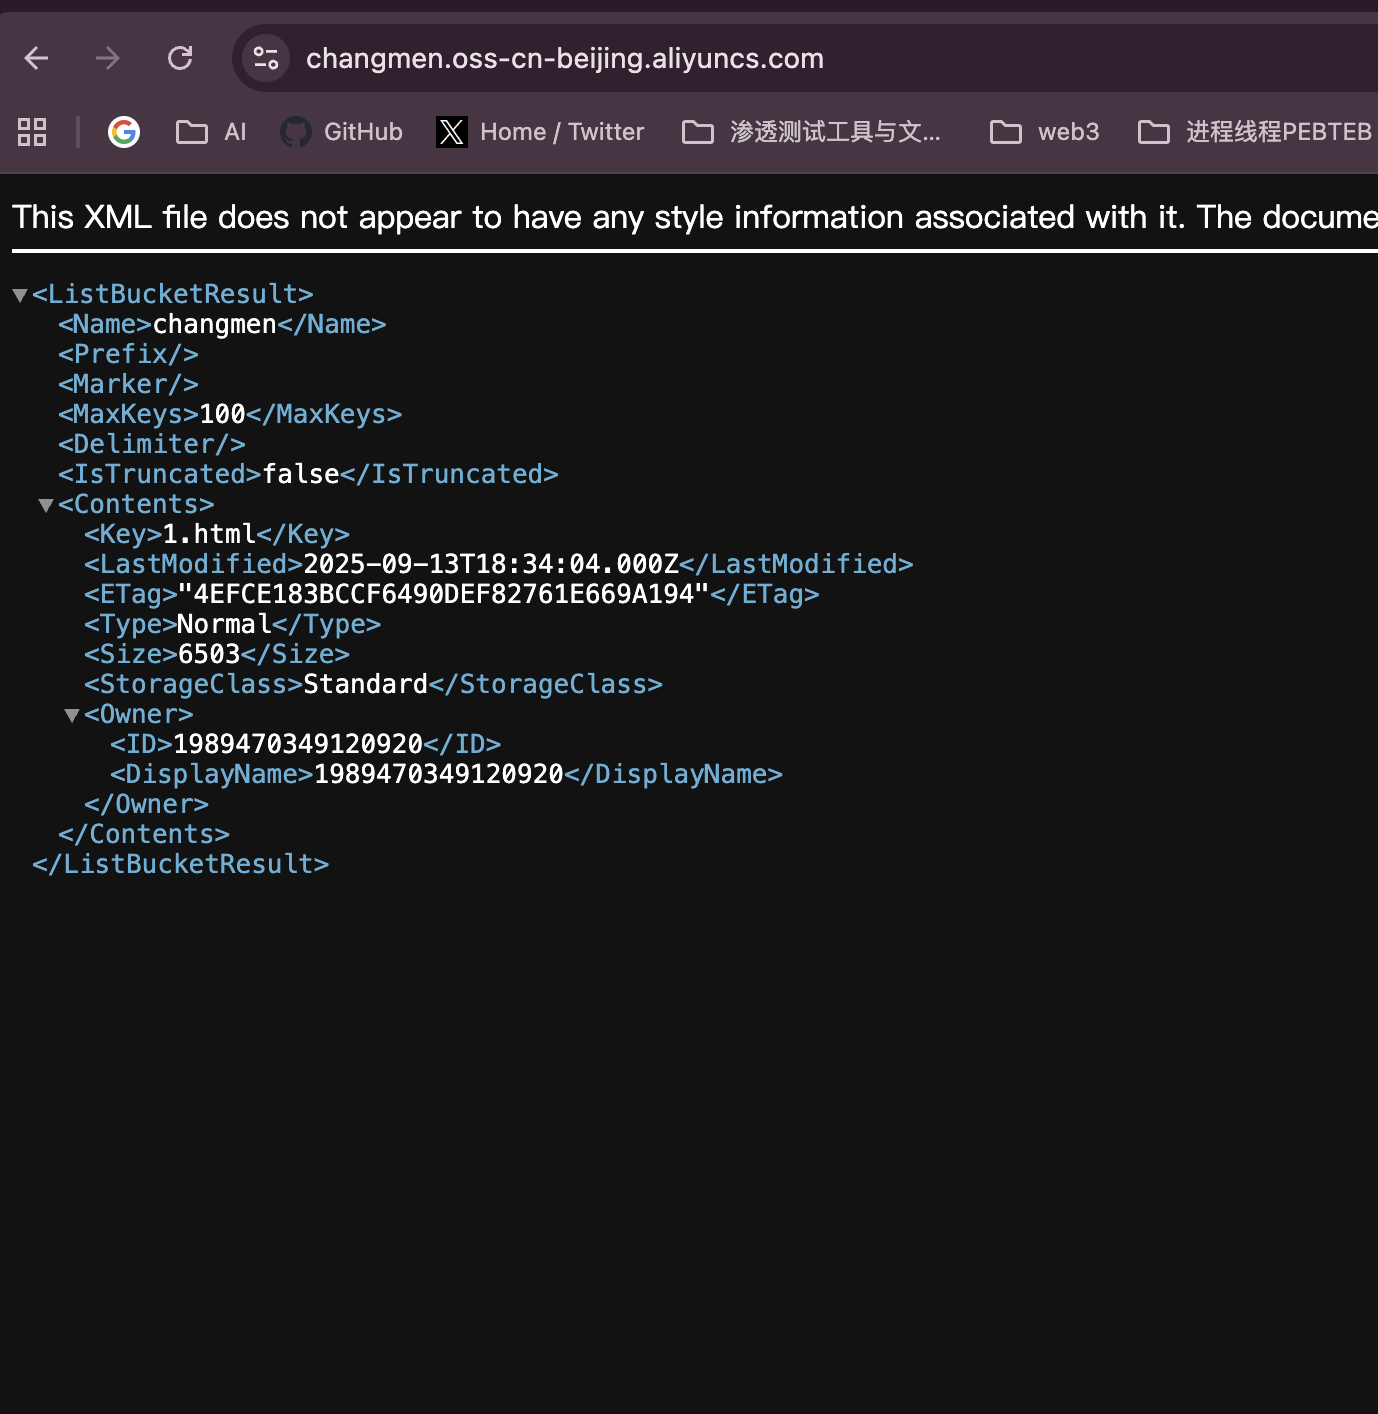 changmen.oss-cn-beijing.aliyuncs.com
AI GitHub Home / Twitter 渗透测试工具与文... web3 进程线程PEBTEB
This XML file does not appear to have any style information associated with it. The docume
<ListBucketResult>
<Name>changmen</Name>
<Prefix/>
<Marker/>
<MaxKeys>100</MaxKeys>
<Delimiter/>
<IsTruncated>false</IsTruncated>
<Contents>
<Key>1.html</Key>
<LastModified>2025-09-13T18:34:04.000Z</LastModified>
<ETag>"4EFCE183BCCF6490DEF82761E669A194"</ETag>
<Type>Normal</Type>
<Size>6503</Size>
<StorageClass>Standard</StorageClass>
<Owner>
<ID>1989470349120920</ID>
<DisplayName>1989470349120920</DisplayName>
</Owner>
</Contents>
</ListBucketResult>